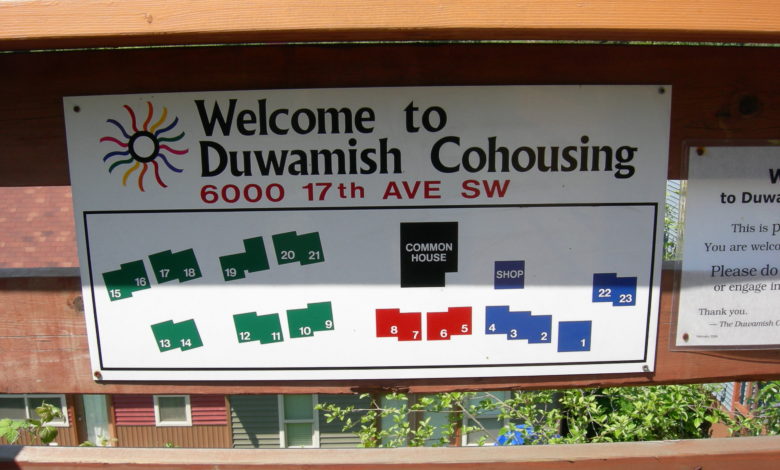 Welcome to
Duwamish Cohousing
6000 17th AVE SW
COMMON
HOUSE
SHOP
15 16
17 18
19
20 21
22 23
13 14
12 11
10 9
8 7
6 5
4 3 2
1
to Duwa
This is
You are welco
Please do
or engage in
Thank you.
— The Duwamish C